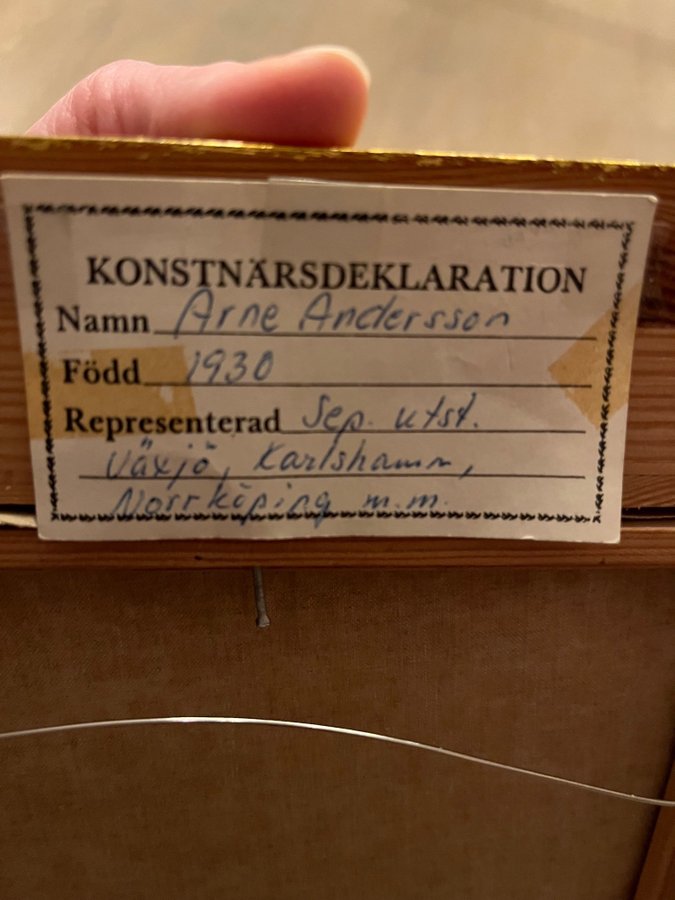 KONSTNÄRSDEKLARATION
Namn Arne Andersson
Född 1930
Representerad Sep. utst.
Växjö, Karlshamn,
Norrköping m.m.